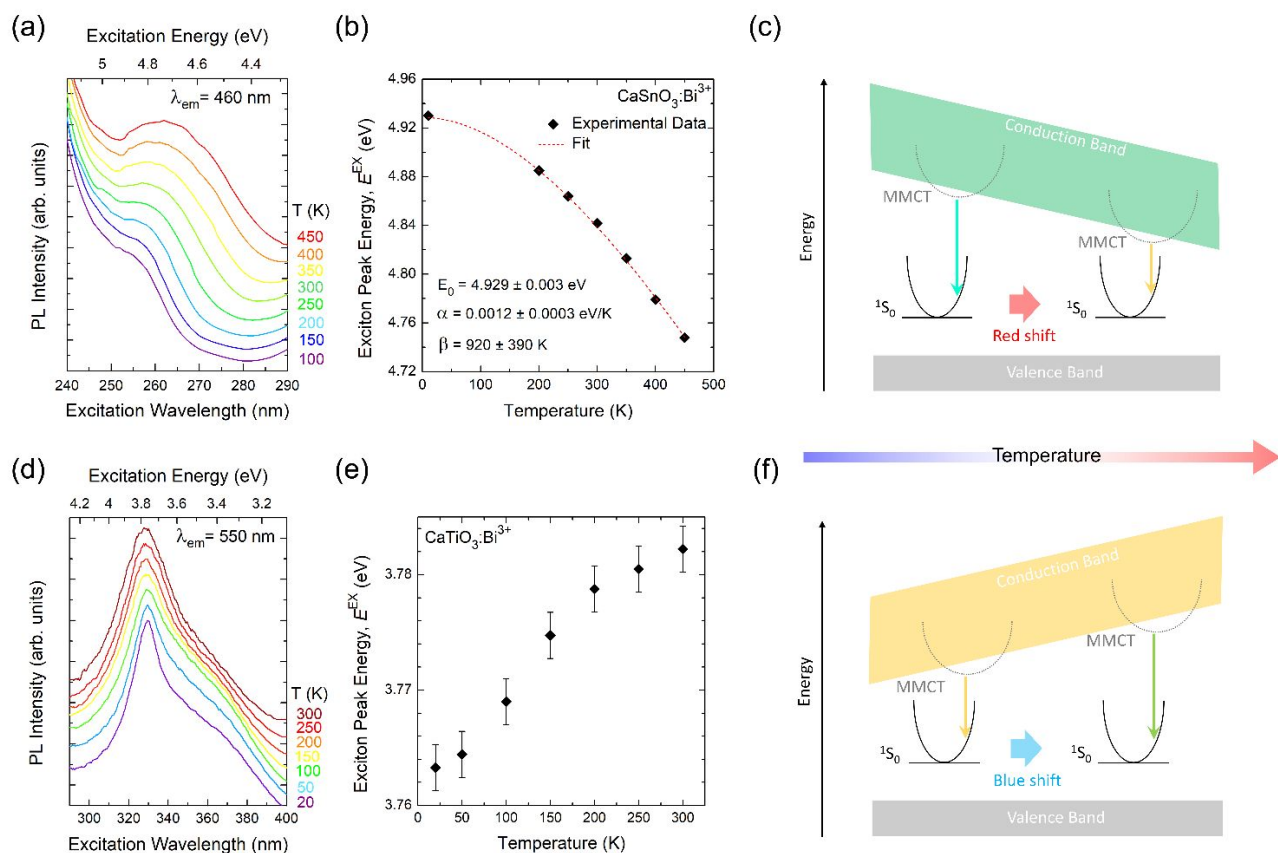 (a)
Excitation Energy (eV)
5 4.8 4.6 4.4
λem= 460 nm
PL Intensity (arb. units)
T (K)
450
400
350
300
250
200
150
100
240 250 260 270 280 290
Excitation Wavelength (nm)
(b)
4.96
4.92
4.88
4.84
4.80
4.76
4.72
Exciton Peak Energy, E^EX (eV)
CaSnO₃:Bi³⁺
Experimental Data
Fit
E₀ = 4.929 ± 0.003 eV
α = 0.0012 ± 0.0003 eV/K
β = 920 ± 390 K
0 100 200 300 400 500
Temperature (K)
(c)
Energy
Conduction Band
MMCT
MMCT
¹S₀
¹S₀
Red shift
Valence Band
Temperature
(d)
Excitation Energy (eV)
4.2 4 3.8 3.6 3.4 3.2
λem= 550 nm
PL Intensity (arb. units)
T (K)
300
250
200
150
100
50
20
300 320 340 360 380 400
Excitation Wavelength (nm)
(e)
CaTiO₃:Bi³⁺
3.78
3.77
3.76
Exciton Peak Energy, E^EX (eV)
0 50 100 150 200 250 300
Temperature (K)
(f)
Energy
Conduction Band
MMCT
MMCT
¹S₀
¹S₀
Blue shift
Valence Band